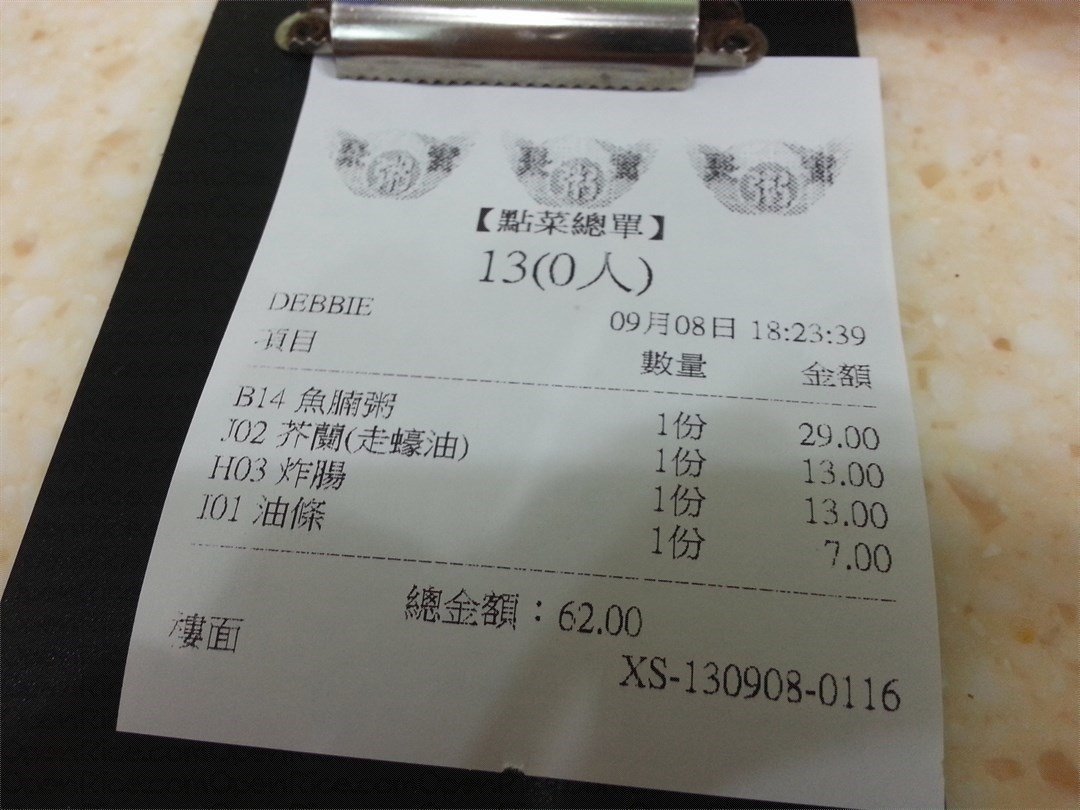 【點菜總單】
13(0人)
DEBBIE 09月08日 18:23:39
項目 數量 金額
B14 魚腩粥 1份 29.00
J02 芥蘭(走蠔油) 1份 13.00
H03 炸腸 1份 13.00
I01 油條 1份 7.00
總金額：62.00
樓面
XS-130908-0116